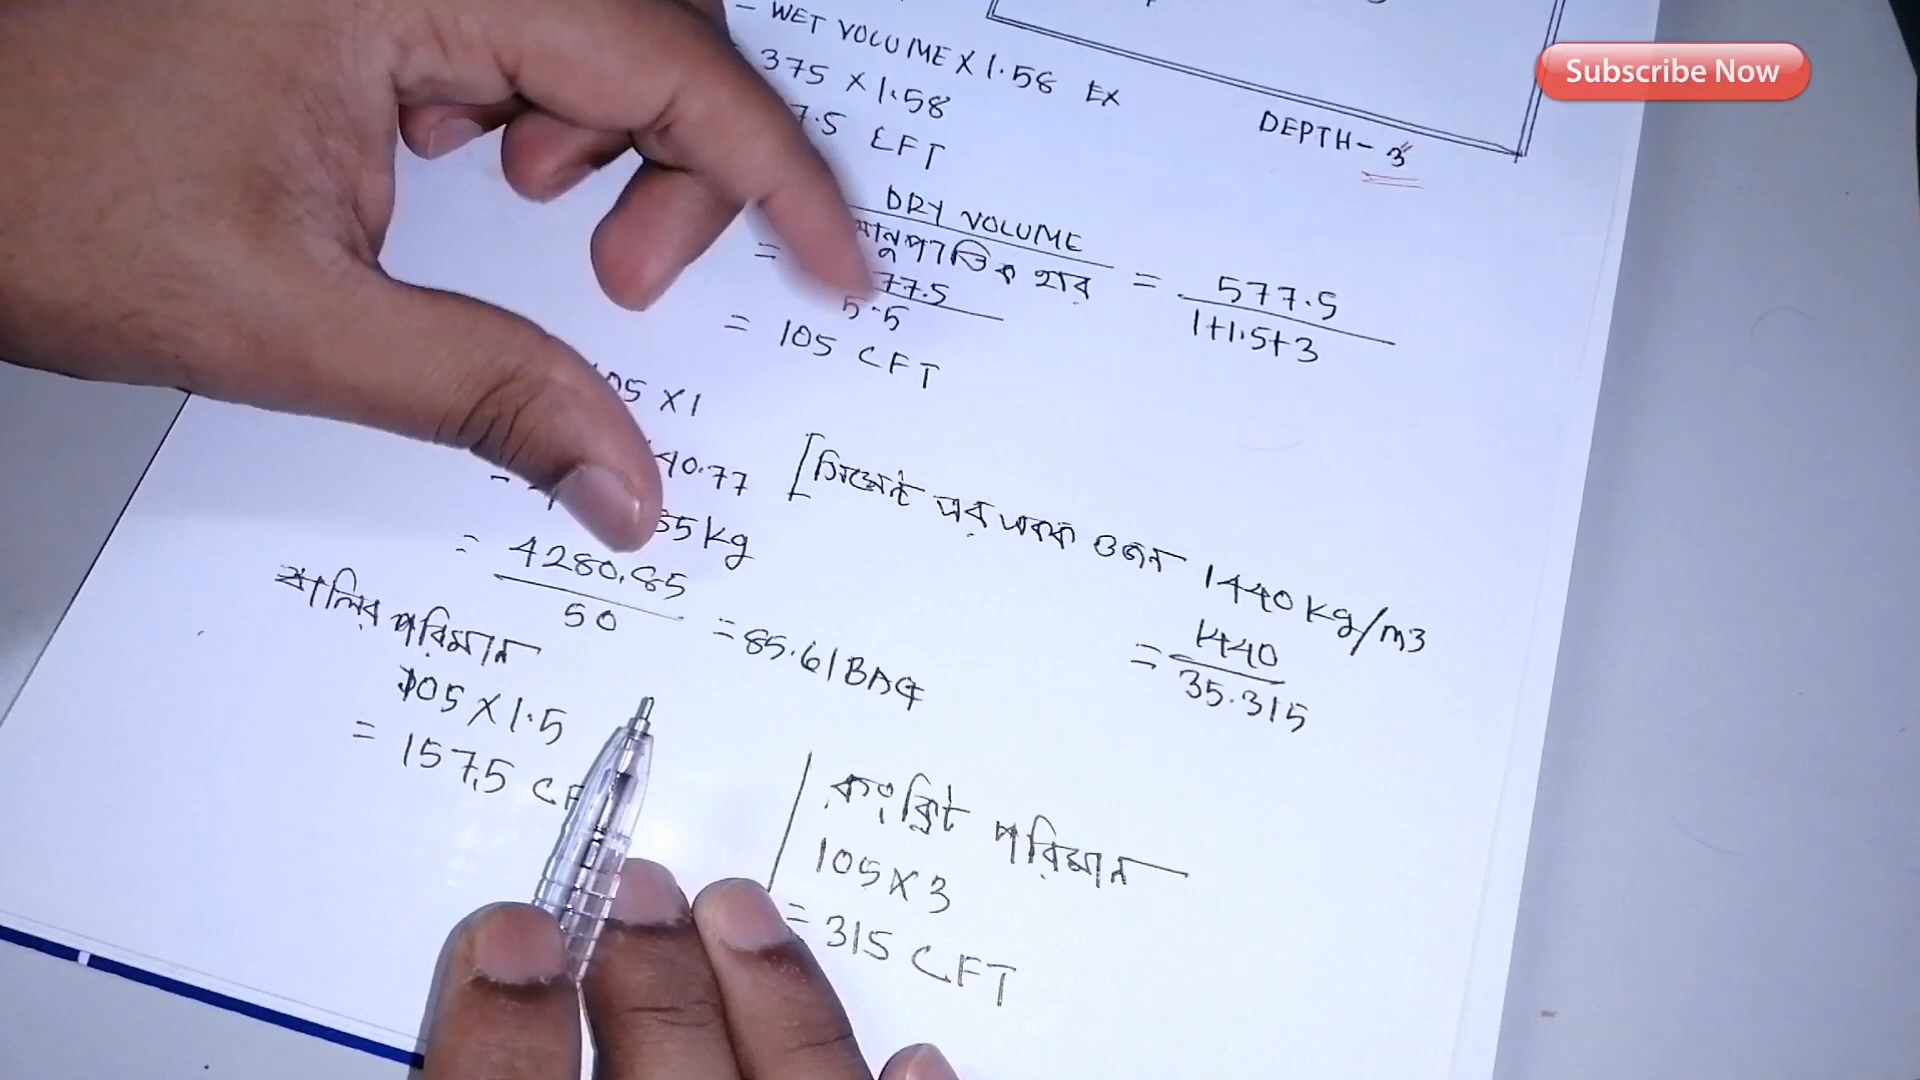 - WET VOLUME X 1.58 EX
375 X 1.58
7.5 CFT
DEPTH - 3"
DRY VOLUME
= আনুপাতিক হার = 577.5
1+1.5+3
77.5
5.5
= 105 CFT
05 X 1
40.77 [সিমেন্ট এর একক ওজন 1440 kg/m3
85 kg = 1440
35.315
= 4280.85
50
= 85.61 BAG
বালির পরিমান
105 X 1.5
= 157.5 CF
কংক্রিট পরিমান
105 X 3
= 315 CFT
Subscribe Now